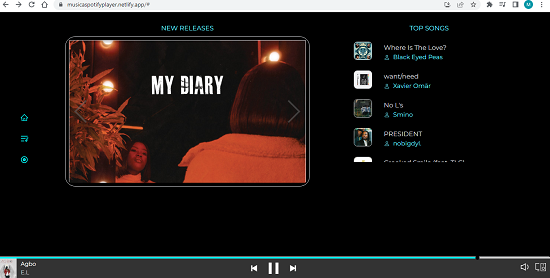 musicaspotifyplayer.netlify.app/#
M
NEW RELEASES
TOP SONGS
MY DIARY
Where Is The Love?
Black Eyed Peas
want/need
Xavier Omär
No L's
Smino
PRESIDENT
nobigdyl.
Agbo
E.L